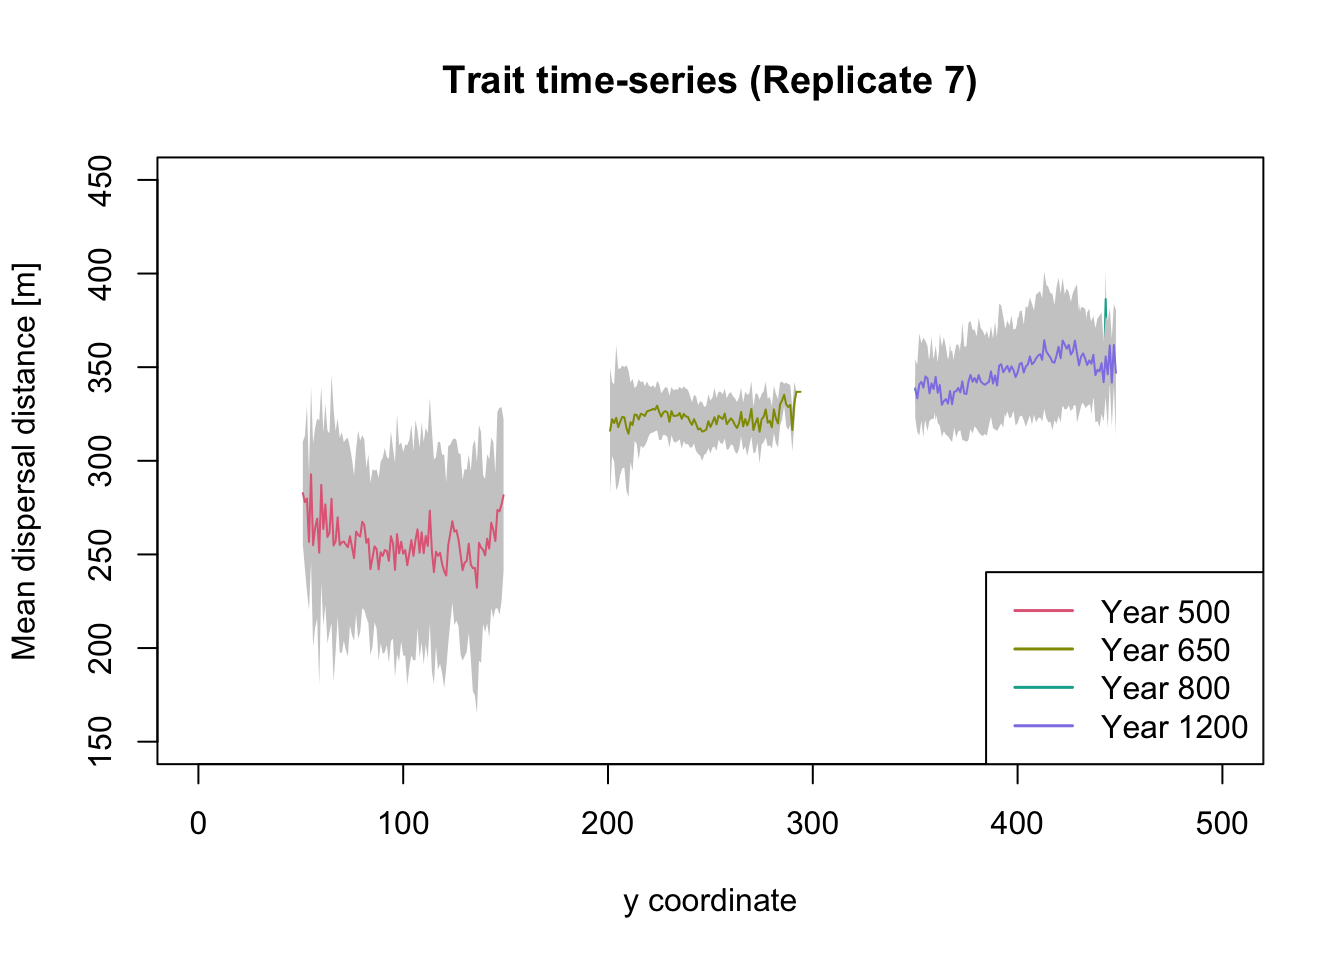 Trait time-series (Replicate 7)
Mean dispersal distance [m]
450
400
350
300
250
200
150
Year 500
Year 650
Year 800
Year 1200
0 100 200 300 400 500
y coordinate